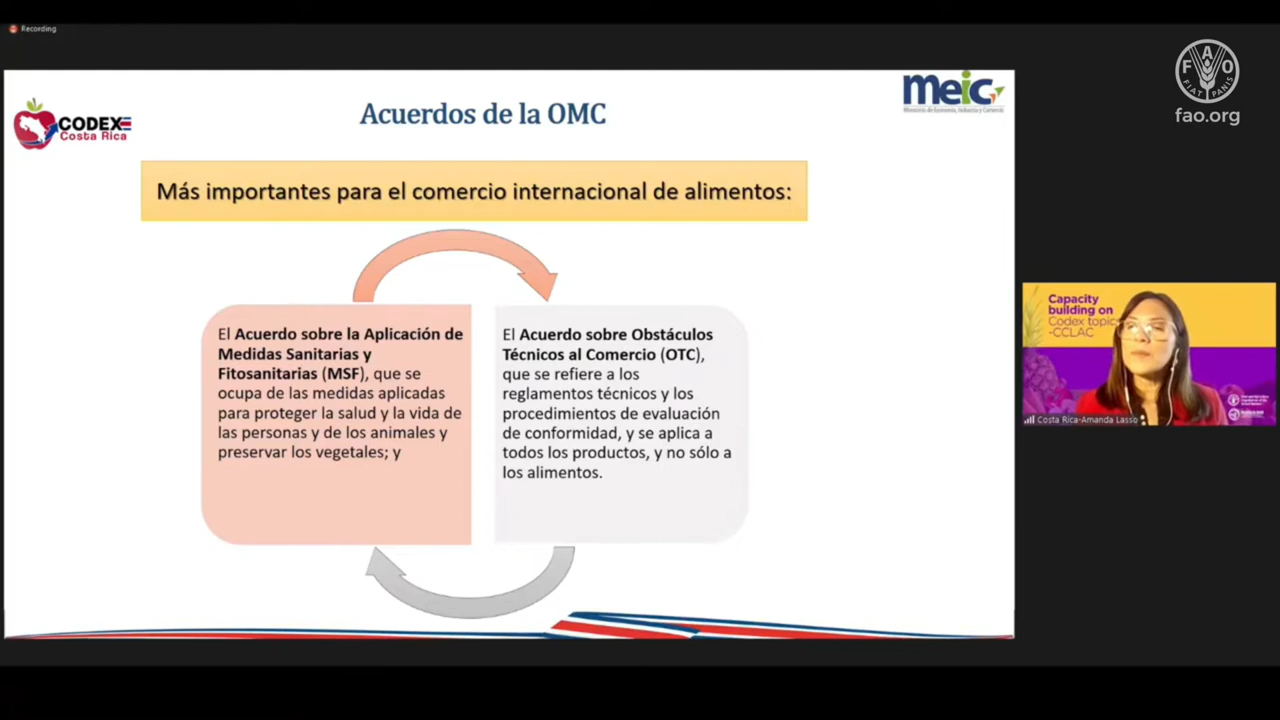 Recording
FAO
FIAT PANIS
fao.org
CODEX
Costa Rica
Acuerdos de la OMC
meic
Ministerio de Economía, Industria y Comercio
Más importantes para el comercio internacional de alimentos:
El Acuerdo sobre la Aplicación de
Medidas Sanitarias y
Fitosanitarias (MSF), que se
ocupa de las medidas aplicadas
para proteger la salud y la vida de
las personas y de los animales y
preservar los vegetales; y
El Acuerdo sobre Obstáculos
Técnicos al Comercio (OTC),
que se refiere a los
reglamentos técnicos y los
procedimientos de evaluación
de conformidad, y se aplica a
todos los productos, y no sólo a
los alimentos.
Capacity
building on
Codex topic
-CCLAC
Costa Rica-Amanda Lasso